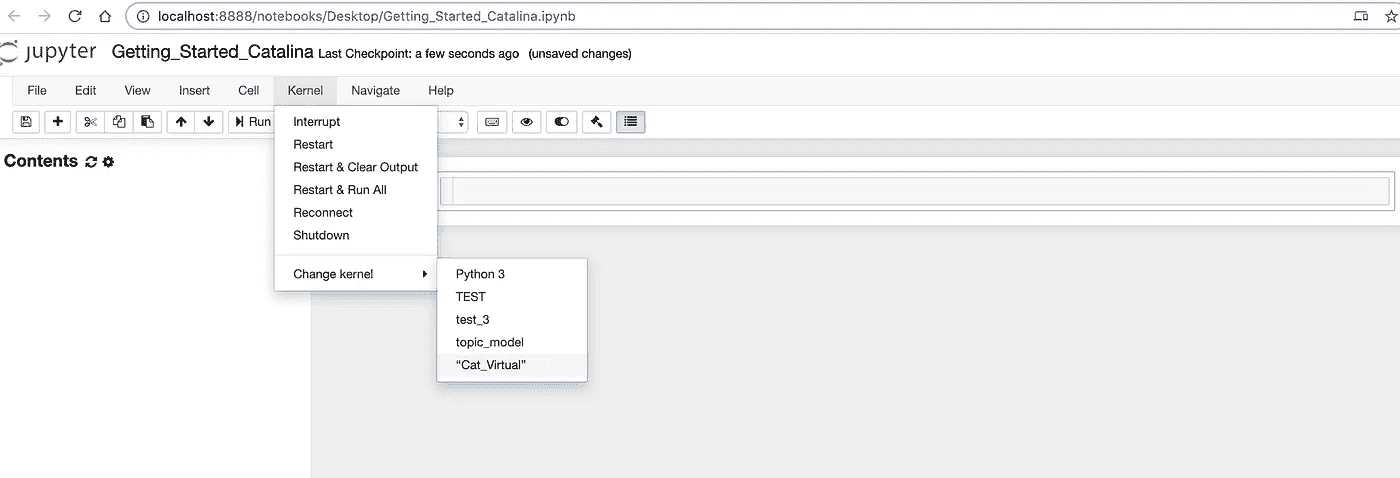 localhost:8888/notebooks/Desktop/Getting_Started_Catalina.ipynb
jupyter Getting_Started_Catalina Last Checkpoint: a few seconds ago (unsaved changes)
File Edit View Insert Cell Kernel Navigate Help
Run
Interrupt
Restart
Restart & Clear Output
Restart & Run All
Reconnect
Shutdown
Change kernel
Python 3
TEST
test_3
topic_model
“Cat_Virtual”
Contents